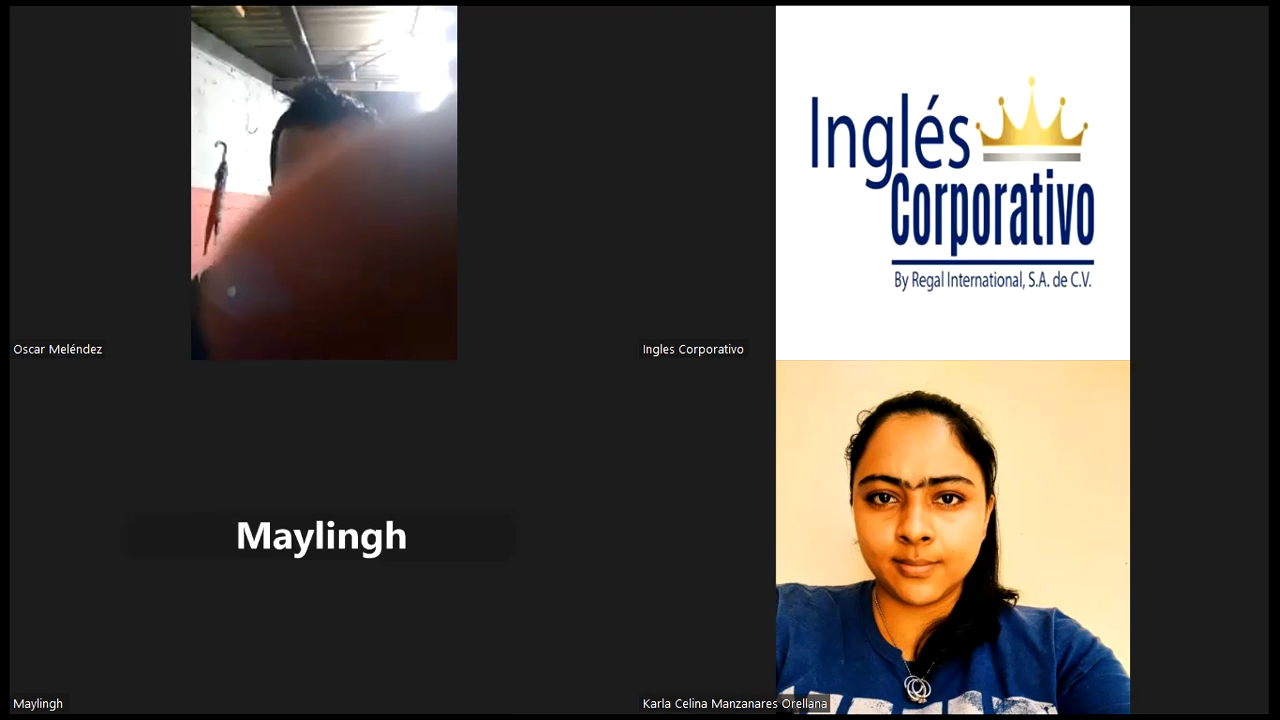 Inglés
Corporativo
By Regal International, S.A. de C.V.
Oscar Meléndez
Ingles Corporativo
Maylingh
Maylingh
Karla Celina Manzanares Orellana